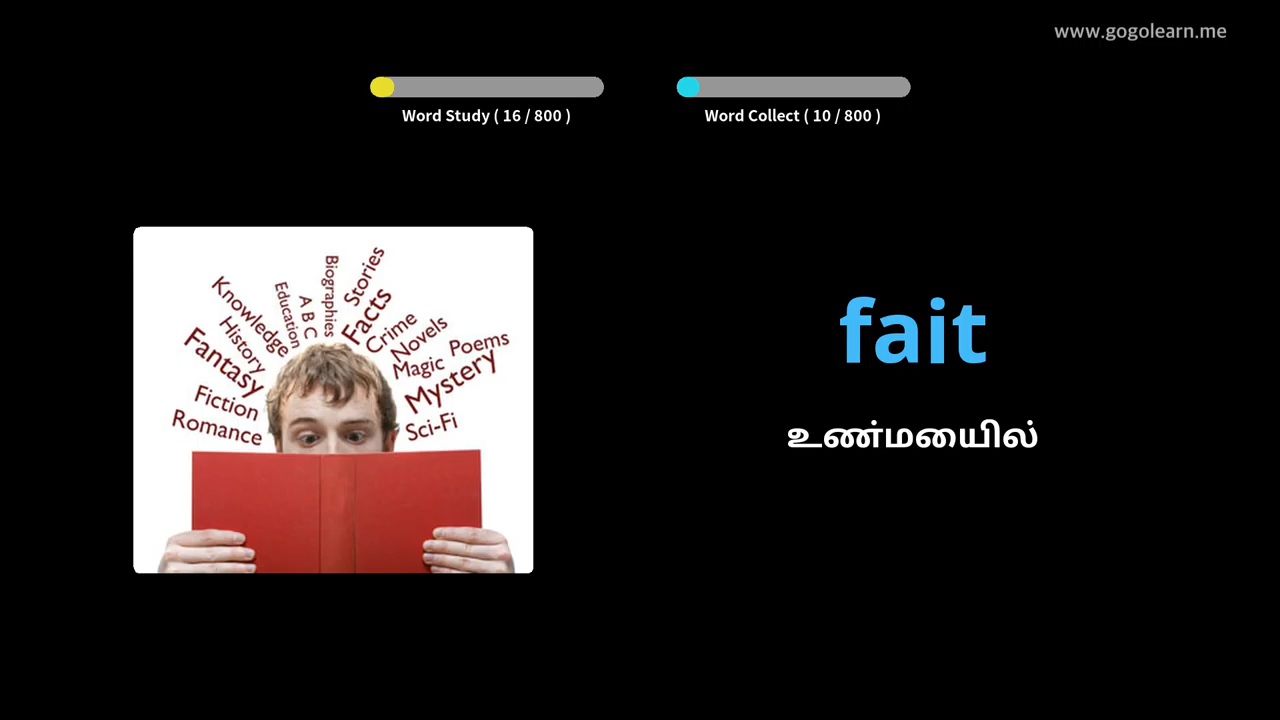 www.gogolearn.me
Word Study ( 16 / 800 )
Word Collect ( 10 / 800 )
Biographies
Stories
Education
A B C
Facts
Knowledge
Crime
History
Novels
Poems
Fantasy
Magic
Mystery
Fiction
Romance
Sci-Fi
fait
உண்மையில்